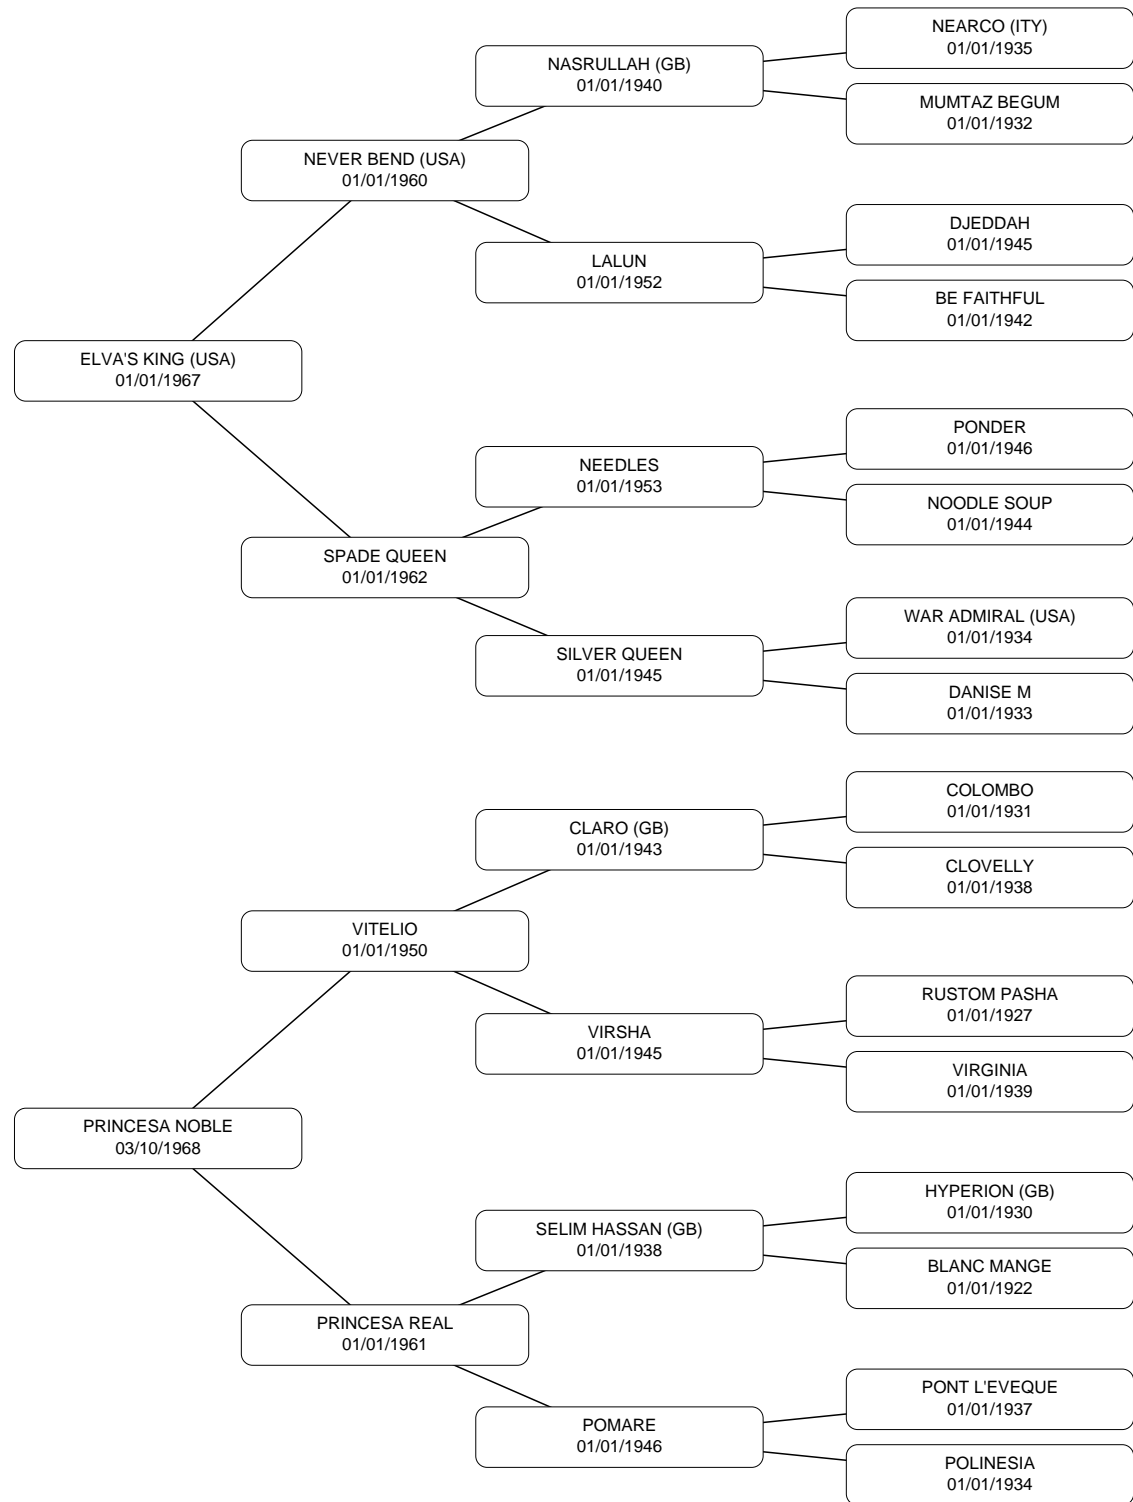 NEARCO (ITY)
01/01/1935
NASRULLAH (GB)
01/01/1940
MUMTAZ BEGUM
01/01/1932
NEVER BEND (USA)
01/01/1960
DJEDDAH
01/01/1945
LALUN
01/01/1952
BE FAITHFUL
01/01/1942
ELVA'S KING (USA)
01/01/1967
PONDER
01/01/1946
NEEDLES
01/01/1953
NOODLE SOUP
01/01/1944
SPADE QUEEN
01/01/1962
WAR ADMIRAL (USA)
01/01/1934
SILVER QUEEN
01/01/1945
DANISE M
01/01/1933
COLOMBO
01/01/1931
CLARO (GB)
01/01/1943
CLOVELLY
01/01/1938
VITELIO
01/01/1950
RUSTOM PASHA
01/01/1927
VIRSHA
01/01/1945
VIRGINIA
01/01/1939
PRINCESA NOBLE
03/10/1968
HYPERION (GB)
01/01/1930
SELIM HASSAN (GB)
01/01/1938
BLANC MANGE
01/01/1922
PRINCESA REAL
01/01/1961
PONT L'EVEQUE
01/01/1937
POMARE
01/01/1946
POLINESIA
01/01/1934